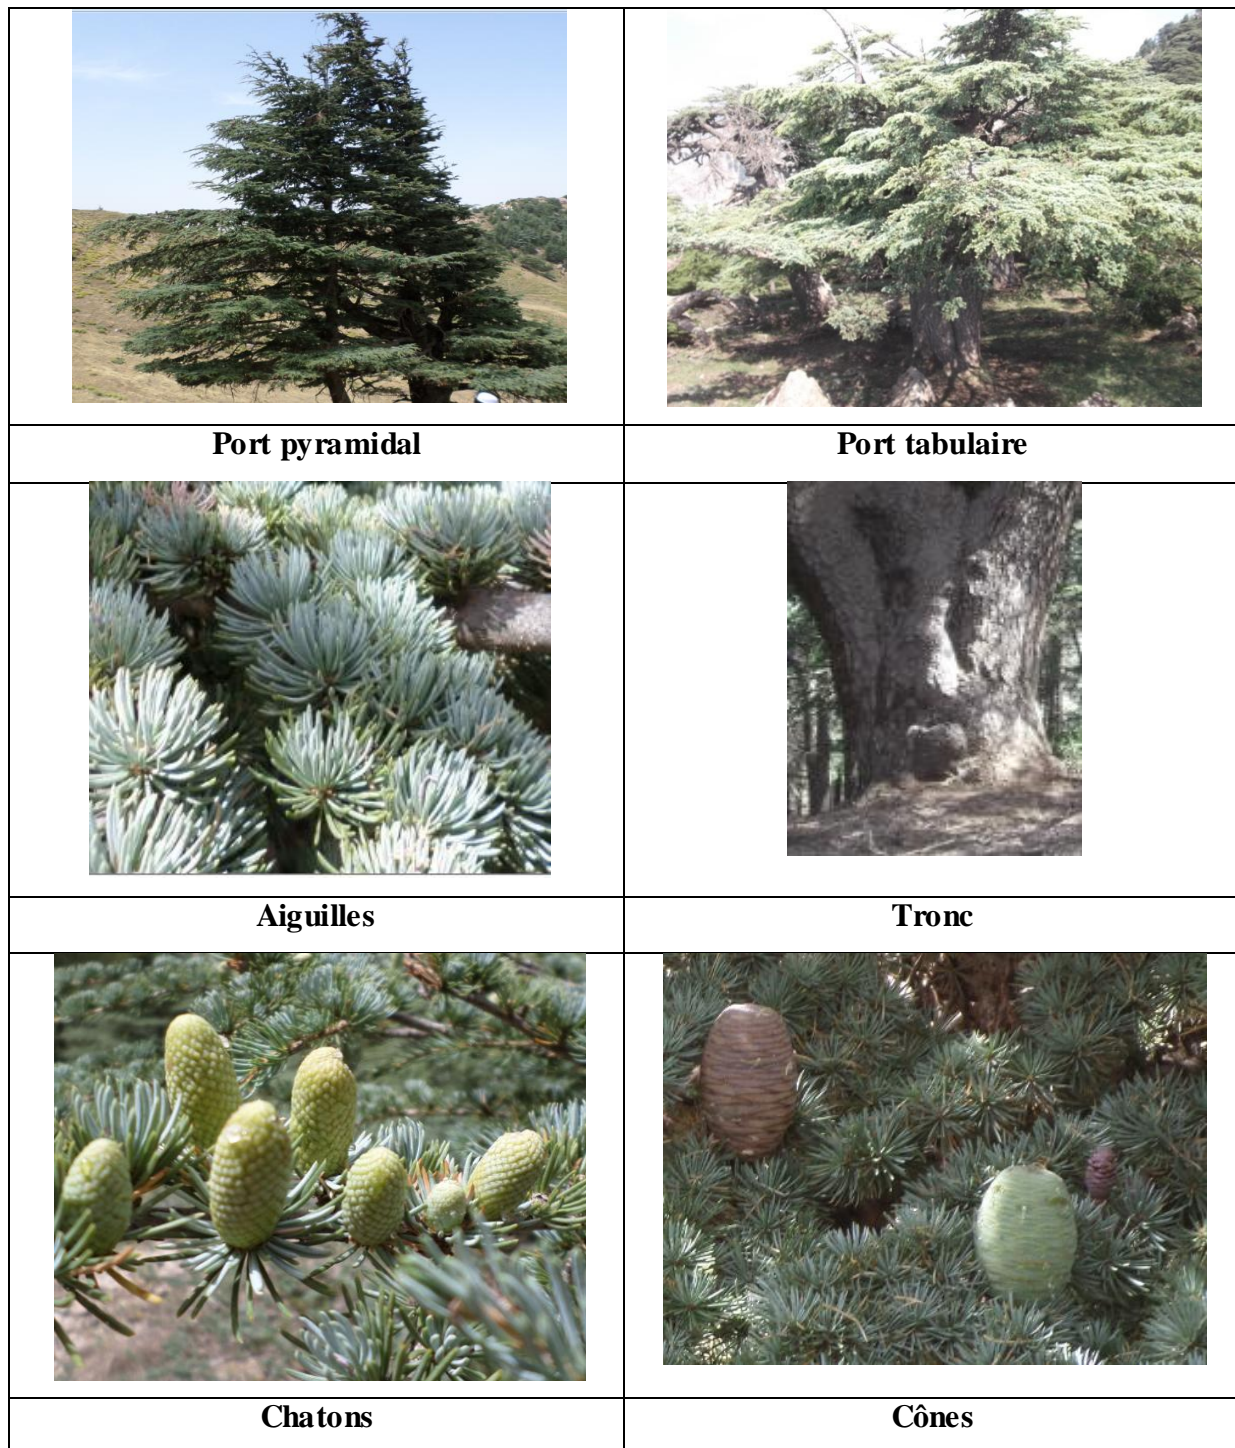 Port pyramidal
Port tabulaire
Aiguilles
Tronc
Chatons
Cônes